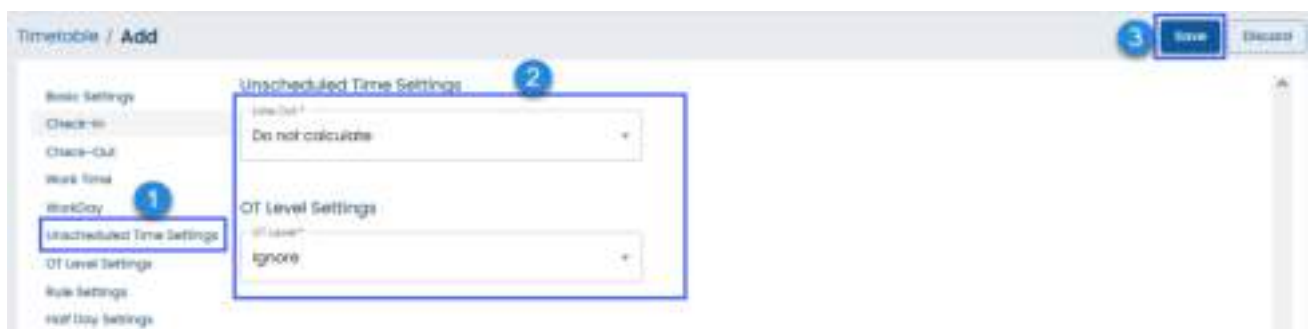 Timetable / Add
3
Save
Discard
Basic Settings
Check-In
Check-Out
Work Time
WorkDay
1
Unscheduled Time Settings
OT Level Settings
Rule Settings
Half Day Settings
Unscheduled Time Settings
2
Late Out *
Do not calculate
OT Level Settings
OT Level *
Ignore